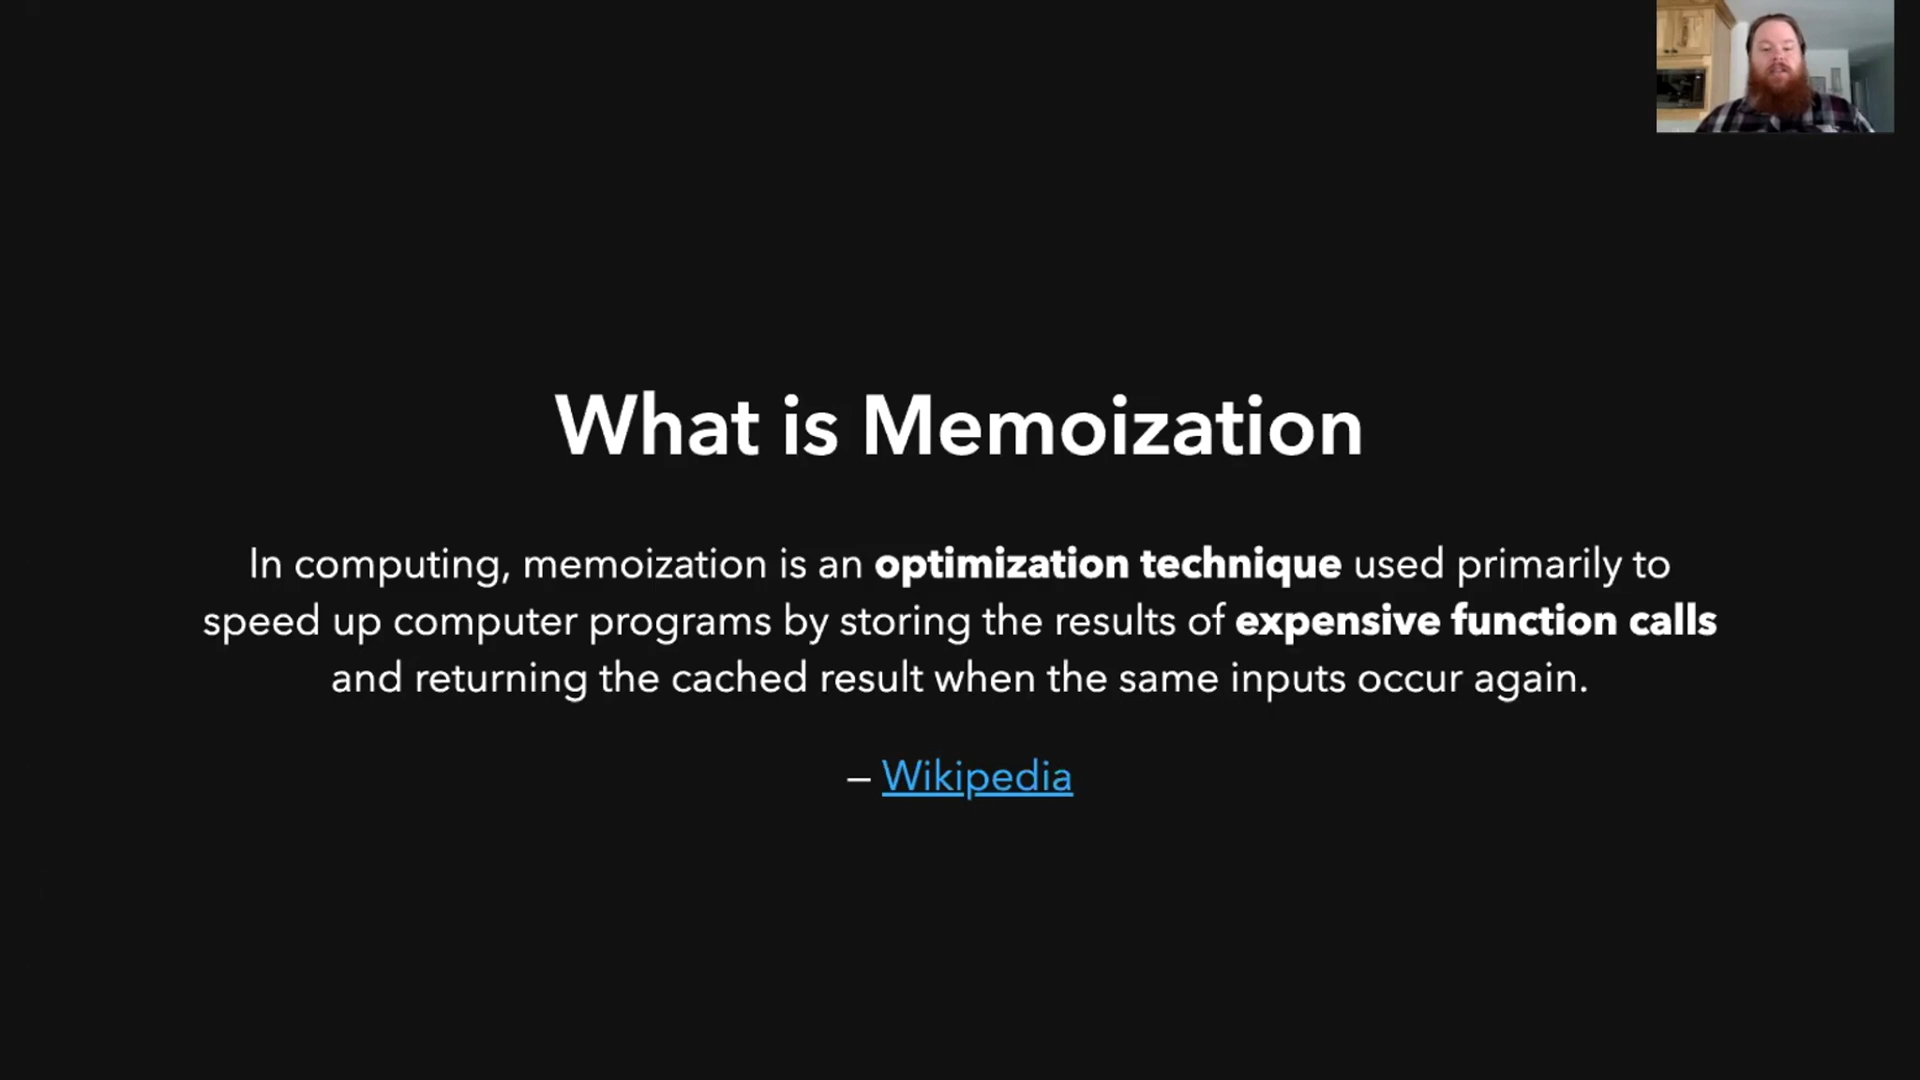 What is Memoization
In computing, memoization is an optimization technique used primarily to
speed up computer programs by storing the results of expensive function calls
and returning the cached result when the same inputs occur again.
– Wikipedia